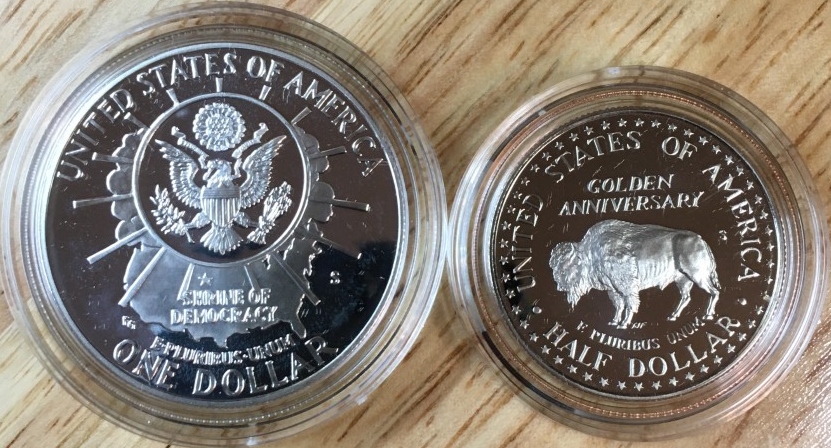 UNITED STATES OF AMERICA
SHRINE OF
DEMOCRACY
S
E·PLURIBUS·UNUM
ONE DOLLAR
UNITED STATES OF AMERICA
GOLDEN
ANNIVERSARY
S
E PLURIBUS UNUM
HALF DOLLAR